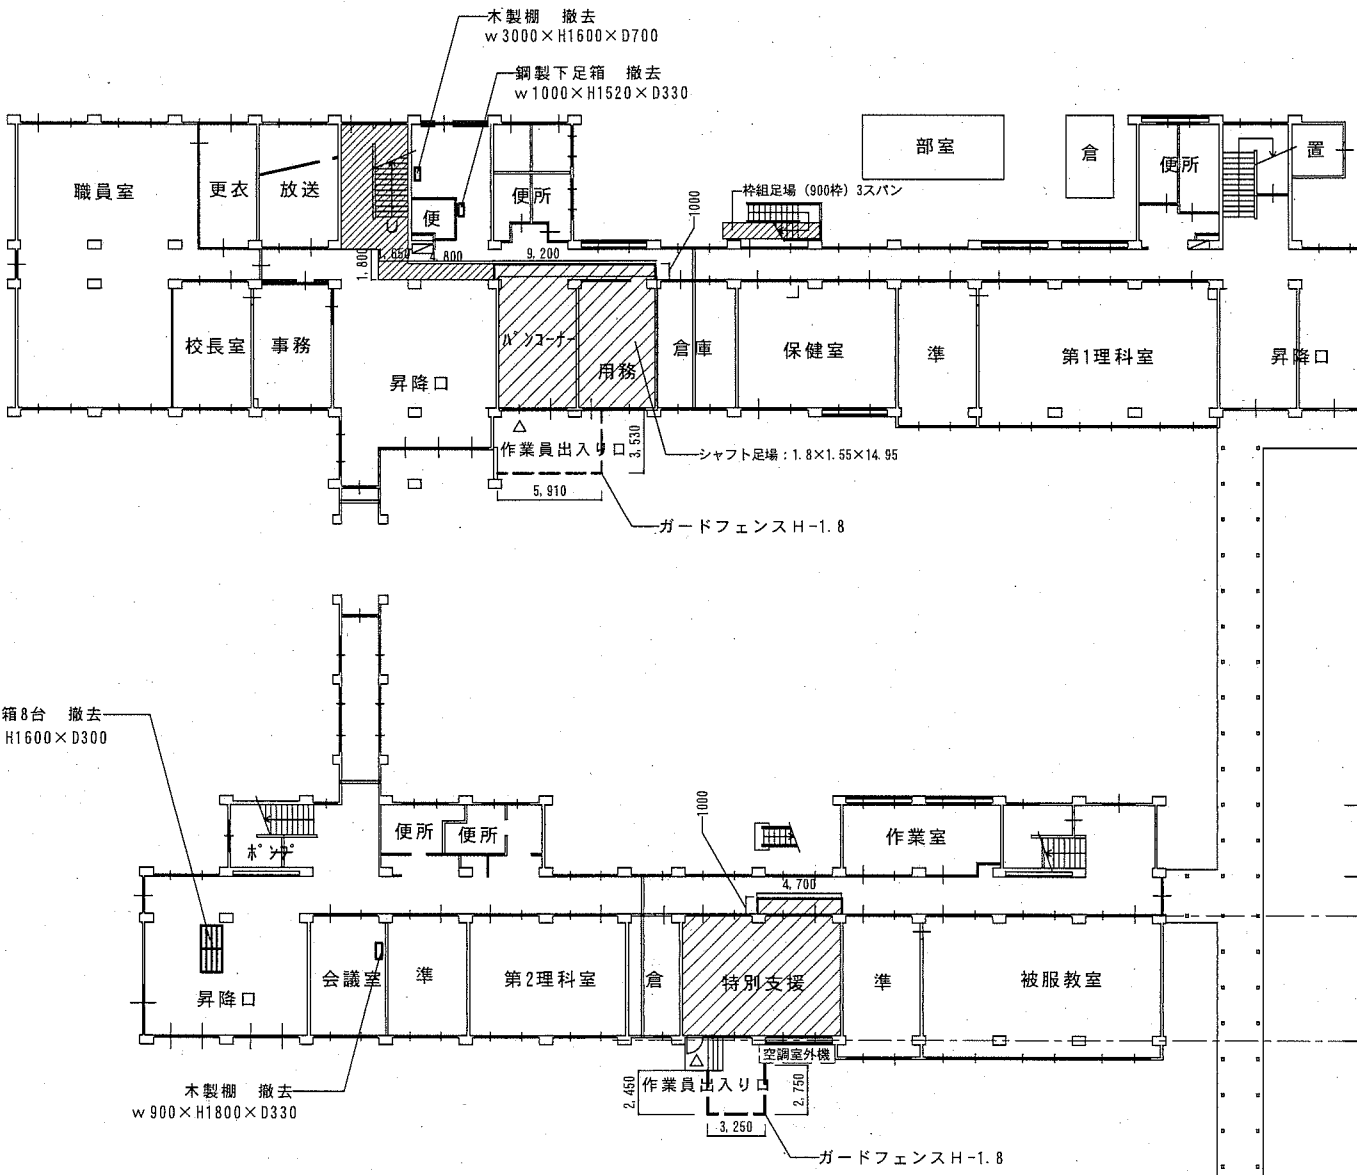 木製棚 撤去
w3000×H1600×D700
鋼製下足箱 撤去
w1000×H1520×D330
職員室
更衣
放送
便
便所
部室
倉
便所
置
枠組足場（900枠）3スパン
1000
1,800
1,650
4,800
9,200
校長室
事務
昇降口
パンコーナー
用務
倉庫
保健室
準
第1理科室
昇降口
作業員出入り口
3,530
シャフト足場：1.8×1.55×14.95
5,910
ガードフェンスH-1.8
箱8台 撤去
H1600×D300
ポンプ
便所
便所
1000
作業室
4,700
昇降口
会議室
準
第2理科室
倉
特別支援
準
被服教室
空調室外機
作業員出入り口
2,450
2,750
3,250
木製棚 撤去
w900×H1800×D330
ガードフェンスH-1.8